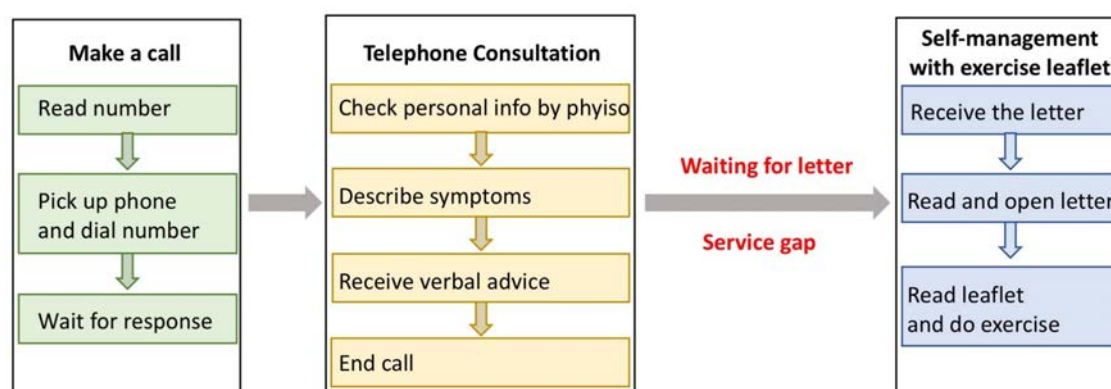 Make a call
Read number
Pick up phone
and dial number
Wait for response
Telephone Consultation
Check personal info by phyiso
Describe symptoms
Receive verbal advice
End call
Waiting for letter
Service gap
Self-management
with exercise leaflet
Receive the letter
Read and open letter
Read leaflet
and do exercise